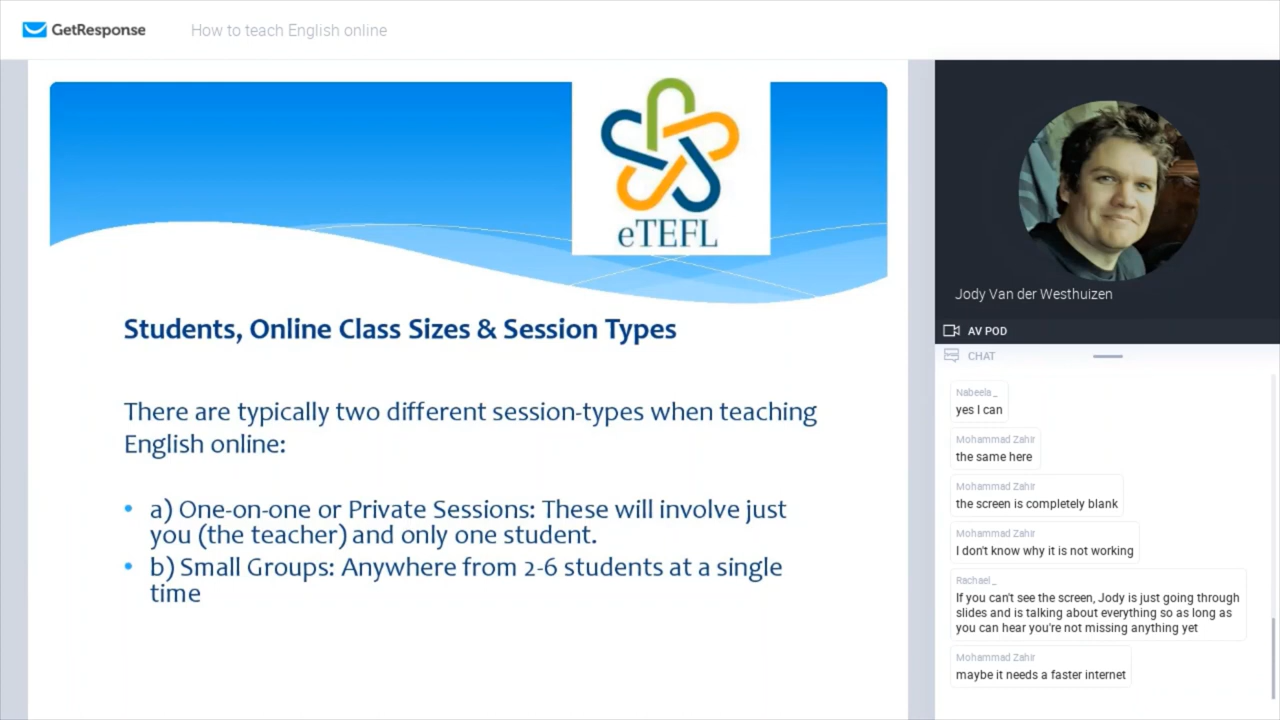 GetResponse
How to teach English online
eTEFL
Students, Online Class Sizes & Session Types
There are typically two different session-types when teaching
English online:
• a) One-on-one or Private Sessions: These will involve just
you (the teacher) and only one student.
• b) Small Groups: Anywhere from 2-6 students at a single
time
Jody Van der Westhuizen
AV POD
CHAT
Nabeela_
yes I can
Mohammad Zahir
the same here
Mohammad Zahir
the screen is completely blank
Mohammad Zahir
I don't know why it is not working
Rachael_
If you can't see the screen, Jody is just going through
slides and is talking about everything so as long as
you can hear you're not missing anything yet
Mohammad Zahir
maybe it needs a faster internet